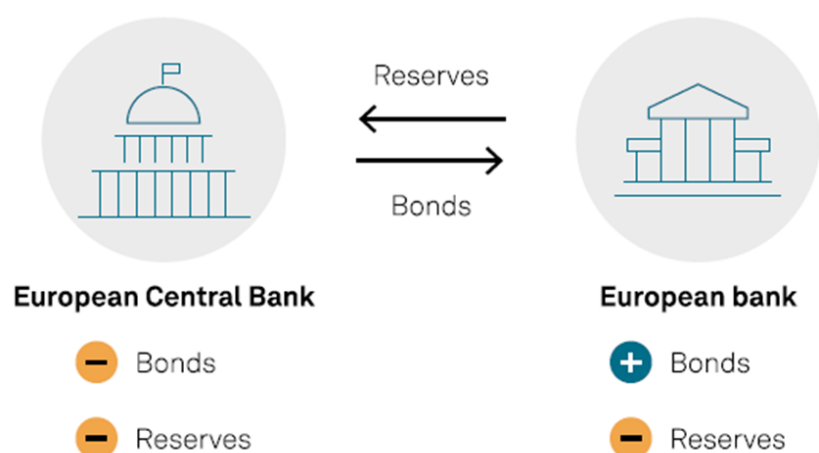 Reserves
Bonds
European Central Bank
European bank
Bonds
Bonds
Reserves
Reserves